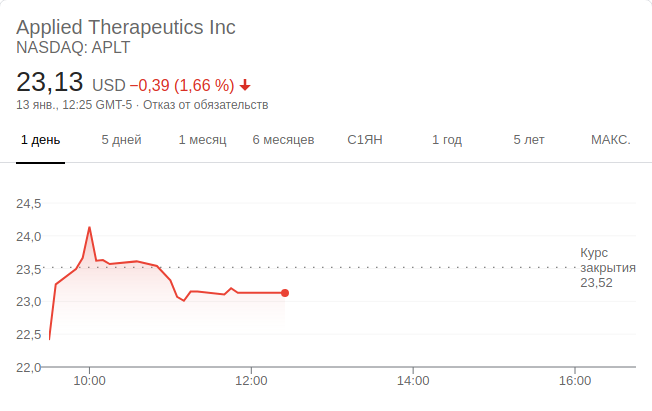 Applied Therapeutics Inc
NASDAQ: APLT
23,13 USD −0,39 (1,66 %)
13 янв., 12:25 GMT-5 · Отказ от обязательств
1 день 5 дней 1 месяц 6 месяцев С1ЯН 1 год 5 лет МАКС.
24,5
24,0
23,5
23,0
22,5
22,0
Курс
закрытия
23,52
10:00 12:00 14:00 16:00